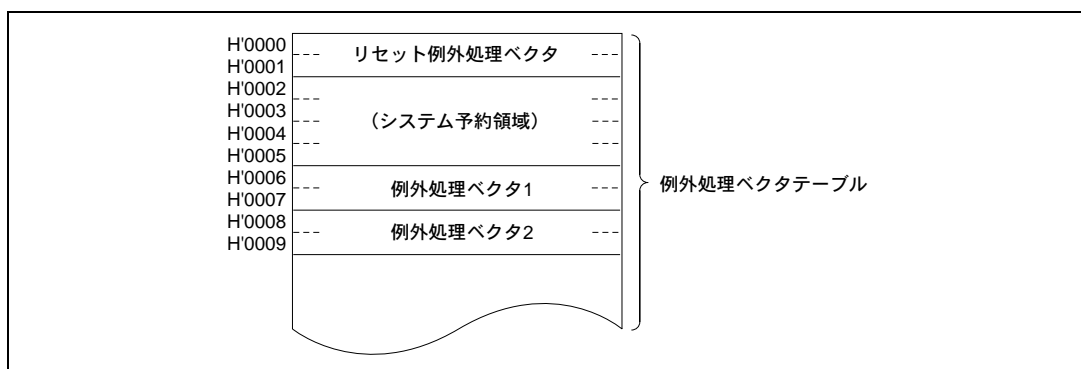 H'0000
リセット例外処理ベクタ
H'0001
H'0002
H'0003
(システム予約領域)
H'0004
H'0005
H'0006
例外処理ベクタ1
例外処理ベクタテーブル
H'0007
H'0008
例外処理ベクタ2
H'0009